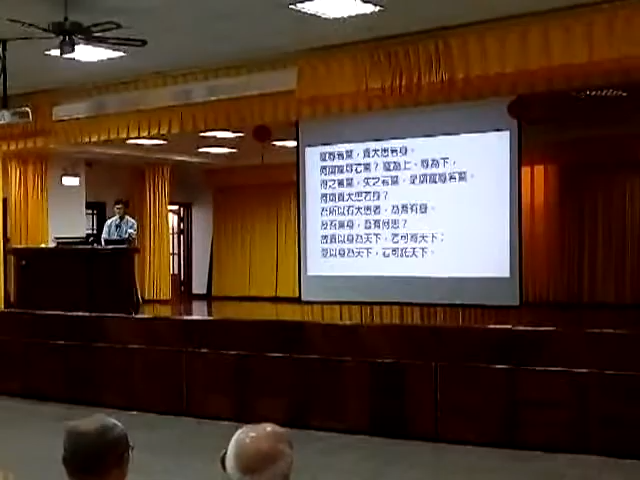 寵辱若驚，貴大患若身。
何謂寵辱若驚？寵為上，辱為下，
得之若驚，失之若驚，是謂寵辱若驚。
何謂貴大患若身？
吾所以有大患者，為吾有身，
及吾無身，吾有何患？
故貴以身為天下，若可寄天下；
愛以身為天下，若可託天下。